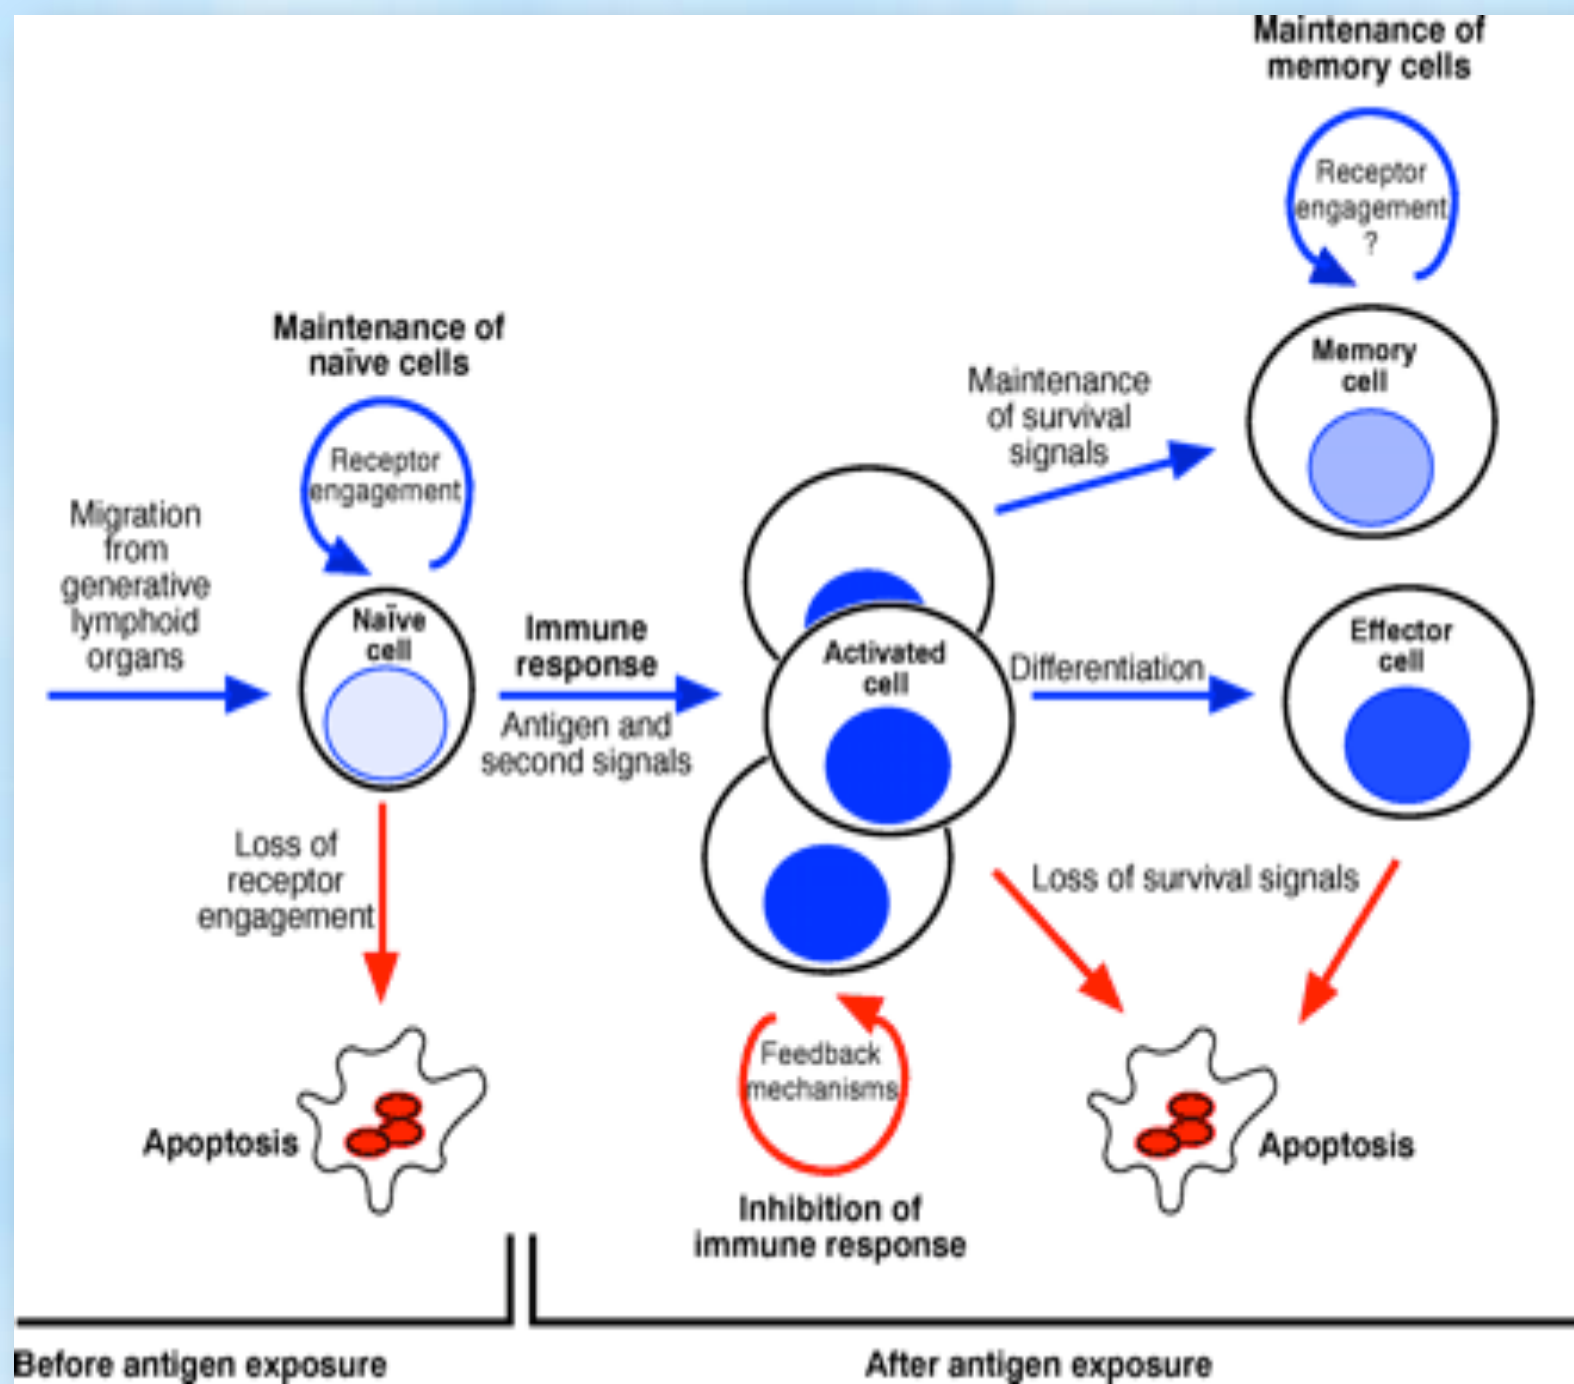 Maintenance of
memory cells
Receptor
engagement
?
Memory
cell
Maintenance of
naīve cells
Receptor
engagement
Maintenance
of survival
signals
Migration
from
generative
lymphoid
organs
Naīve
cell
Immune
response
Antigen and
second signals
Activated
cell
Differentiation
Effector
cell
Loss of
receptor
engagement
Loss of survival signals
Apoptosis
Feedback
mechanisms
Apoptosis
Inhibition of
immune response
Before antigen exposure
After antigen exposure